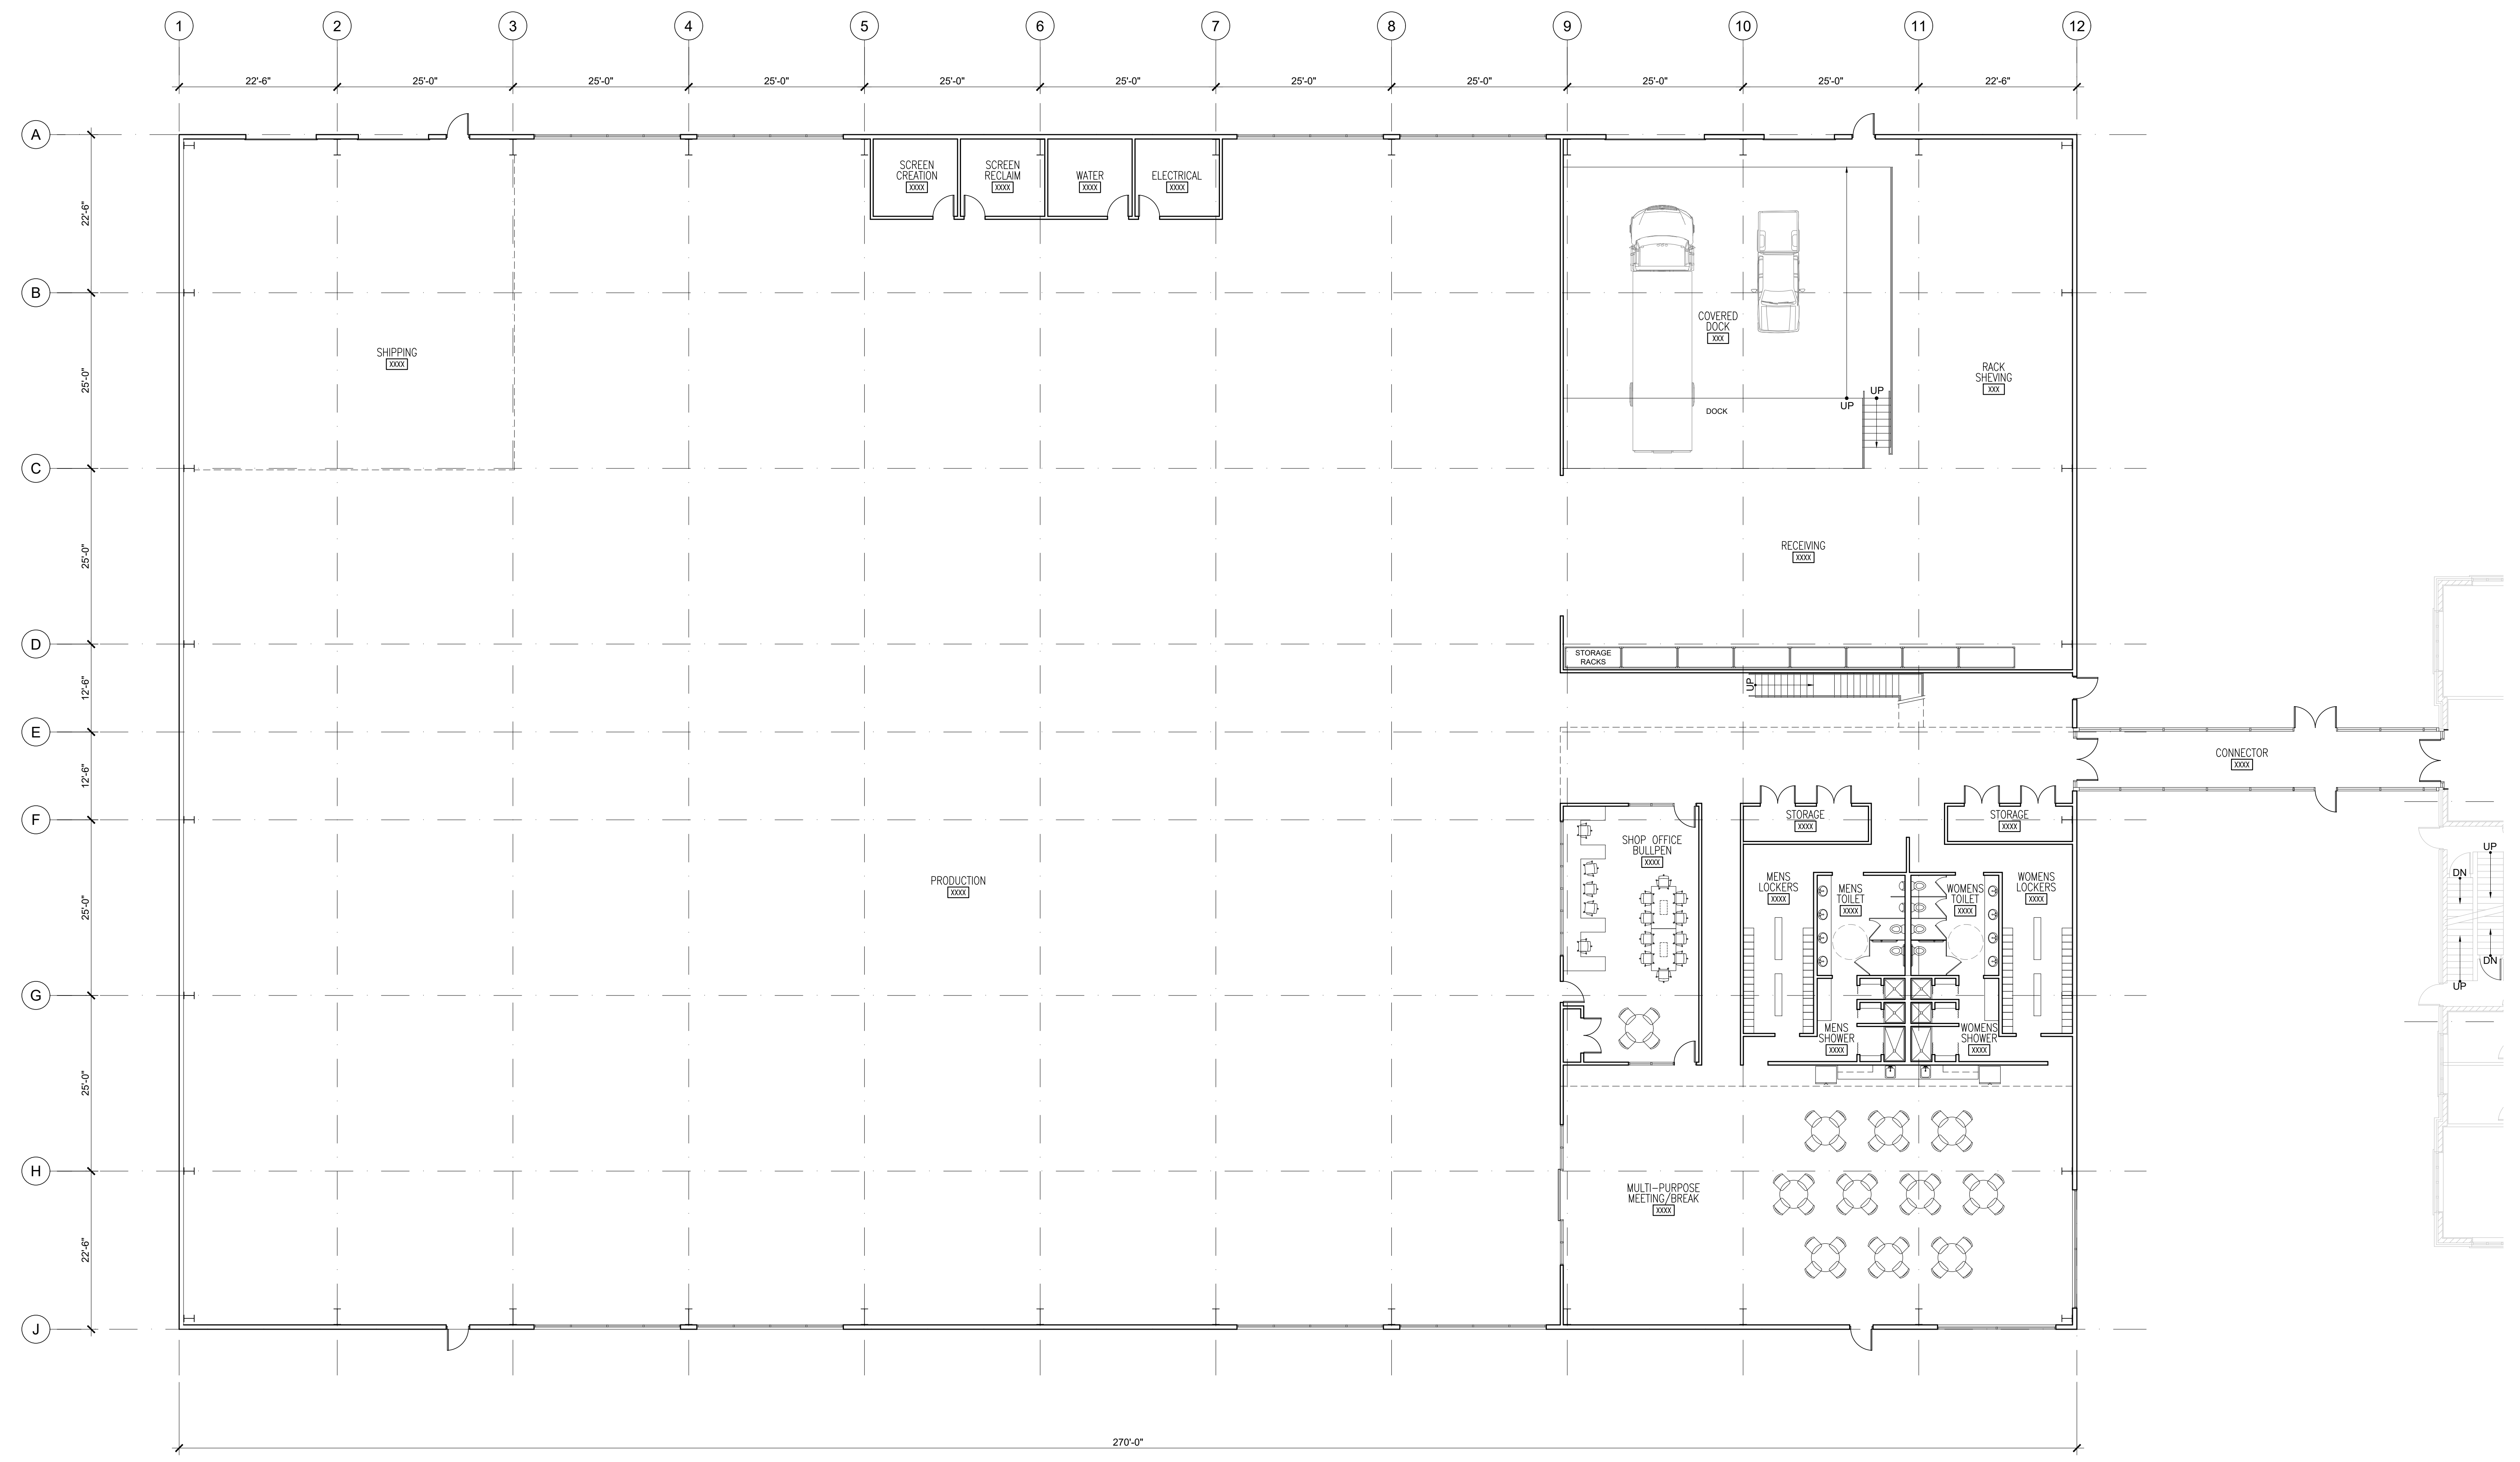 1 2 3 4 5 6 7 8 9 10 11 12
22'-6" 25'-0" 25'-0" 25'-0" 25'-0" 25'-0" 25'-0" 25'-0" 25'-0" 25'-0" 22'-6"
A
22'-6"
B
25'-0"
C
25'-0"
D
12'-6"
E
12'-6"
F
25'-0"
G
25'-0"
H
22'-6"
J
SCREEN
CREATION
XXXX
SCREEN
RECLAIM
XXXX
WATER
XXXX
ELECTRICAL
XXXX
SHIPPING
XXXX
COVERED
DOCK
XXX
RACK
SHEVING
XXX
UP
UP
DOCK
RECEIVING
XXXX
STORAGE
RACKS
UP
CONNECTOR
XXXX
STORAGE
XXXX
STORAGE
XXXX
SHOP OFFICE
BULLPEN
XXXX
PRODUCTION
XXXX
MENS
LOCKERS
XXXX
MENS
TOILET
XXXX
WOMENS
TOILET
XXXX
WOMENS
LOCKERS
XXXX
UP
DN
DN
UP
MENS
SHOWER
XXXX
WOMENS
SHOWER
XXXX
MULTI-PURPOSE
MEETING/BREAK
XXXX
270'-0"